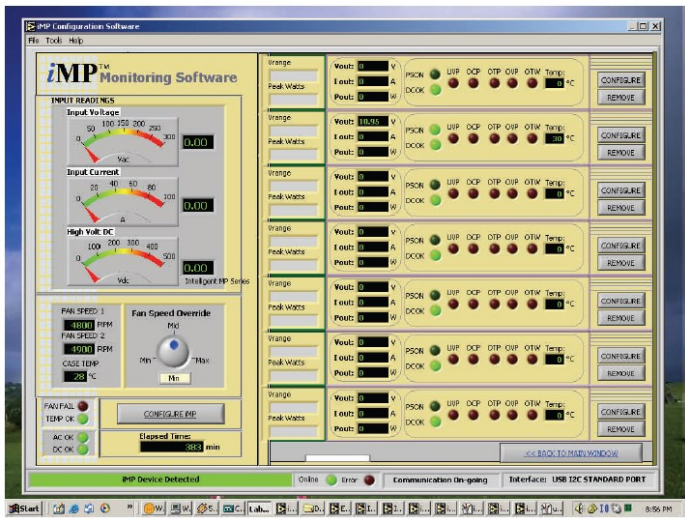 iMP Configuration Software
File Tools Help
iMP™ Monitoring Software
INPUT READINGS
Input Voltage
0 50 100 150 200 250 300
Vac
0.00
Input Current
0 20 40 60 80 100
A
0.00
High Volt DC
0 100 200 300 400 500
Vdc
0.00
Intelligent MP Series
FAN SPEED 1
4800 RPM
FAN SPEED 2
4900 RPM
CASE TEMP
28 °C
Fan Speed Override
Mid
Min Max
Min
FAN FAIL
TEMP OK
AC OK
DC OK
CONFIGURE IMP
Elapsed Time:
383 min
Vrange
Peak Watts
Vout: 0 V
I out: 0 A
Pout: 0 W
PSON
DCOK
UVP OCP OTP OVP OTW Temp:
0 °C
CONFIGURE
REMOVE
Vrange
Peak Watts
Vout: 10.95 V
I out: 0 A
Pout: 0 W
PSON
DCOK
UVP OCP OTP OVP OTW Temp:
30 °C
CONFIGURE
REMOVE
Vrange
Peak Watts
Vout: 0 V
I out: 0 A
Pout: 0 W
PSON
DCOK
UVP OCP OTP OVP OTW Temp:
0 °C
CONFIGURE
REMOVE
Vrange
Peak Watts
Vout: 0 V
I out: 0 A
Pout: 0 W
PSON
DCOK
UVP OCP OTP OVP OTW Temp:
0 °C
CONFIGURE
REMOVE
Vrange
Peak Watts
Vout: 0 V
I out: 0 A
Pout: 0 W
PSON
DCOK
UVP OCP OTP OVP OTW Temp:
0 °C
CONFIGURE
REMOVE
Vrange
Peak Watts
Vout: 0 V
I out: 0 A
Pout: 0 W
PSON
DCOK
UVP OCP OTP OVP OTW Temp:
0 °C
CONFIGURE
REMOVE
Vrange
Peak Watts
Vout: 0 V
I out: 0 A
Pout: 0 W
PSON
DCOK
UVP OCP OTP OVP OTW Temp:
0 °C
CONFIGURE
REMOVE
<< BACK TO MAIN WINDOW
iMP Device Detected
Online Error Communication On-going Interface: USB I2C STANDARD PORT
Start
8:56 PM